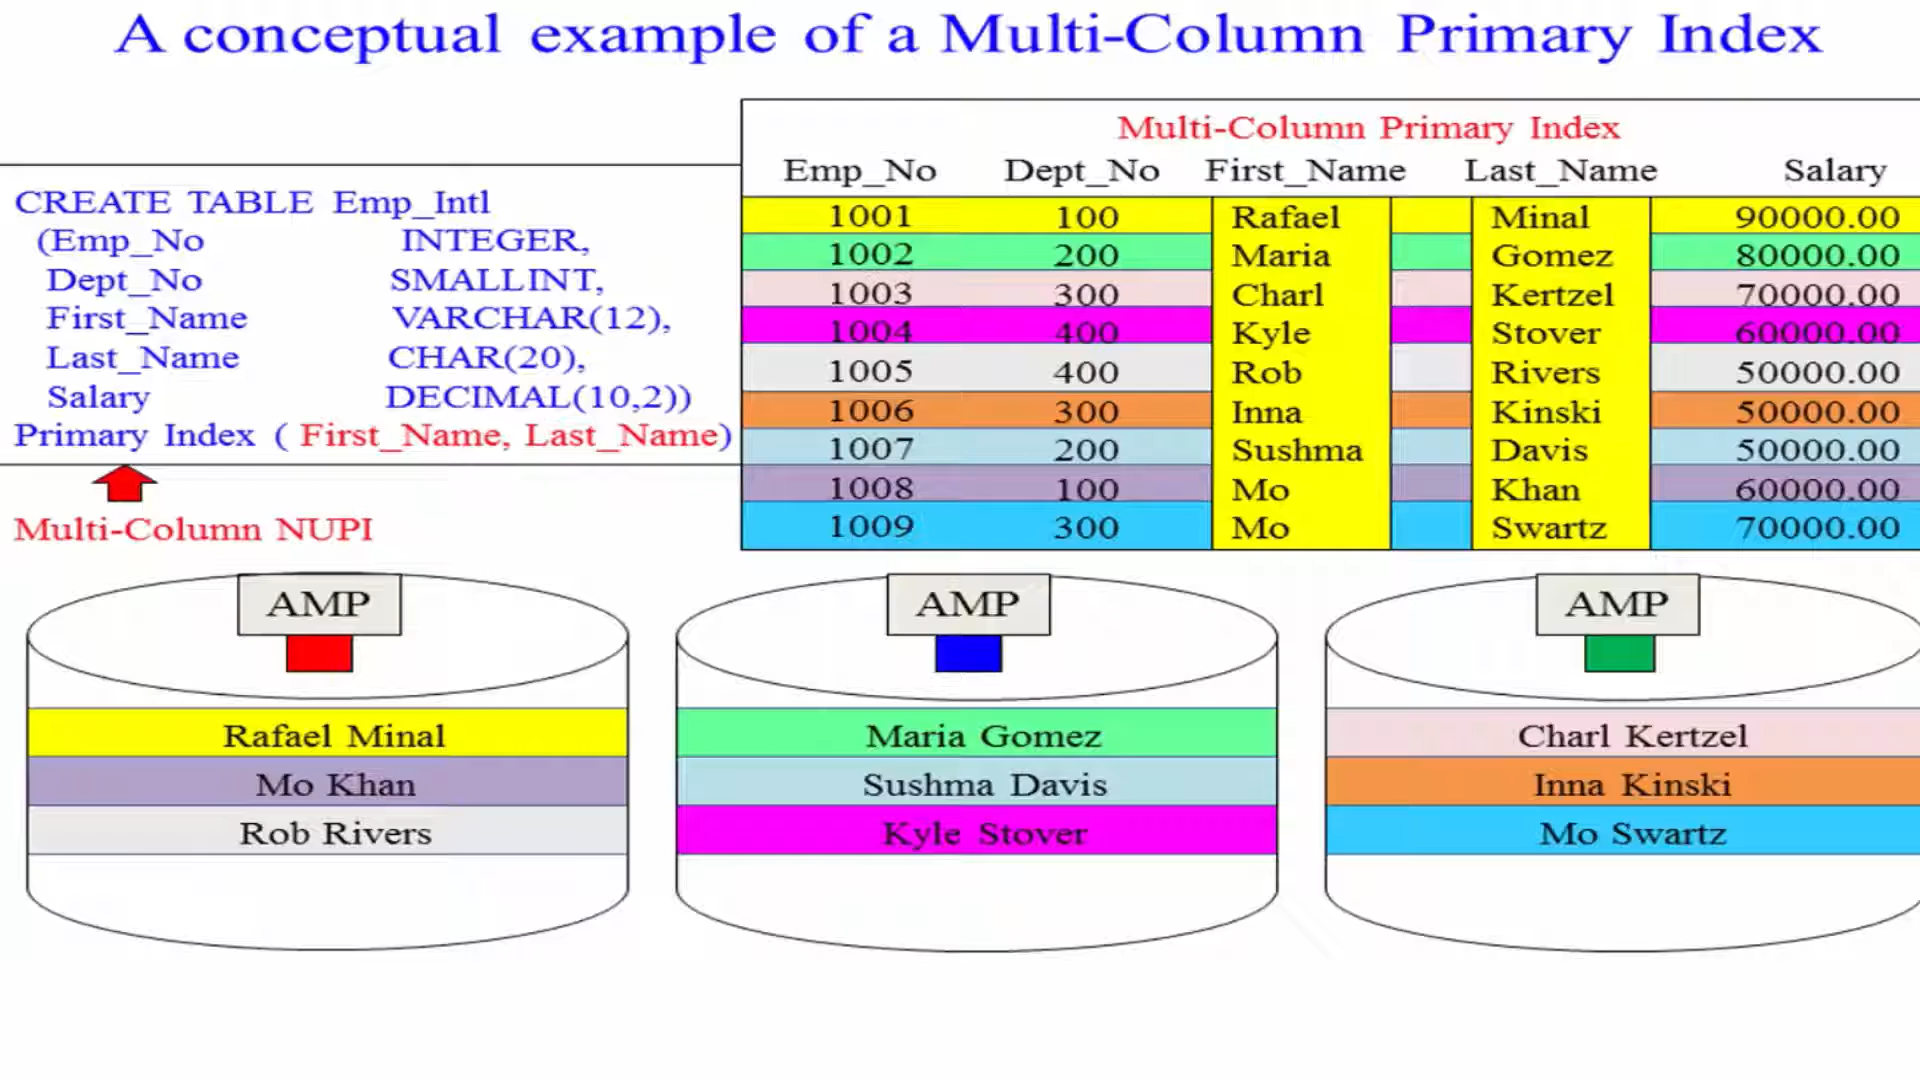 A conceptual example of a Multi-Column Primary Index
CREATE TABLE Emp_Intl
(Emp_No INTEGER,
Dept_No SMALLINT,
First_Name VARCHAR(12),
Last_Name CHAR(20),
Salary DECIMAL(10,2))
Primary Index ( First_Name, Last_Name)
Multi-Column NUPI
Multi-Column Primary Index
Emp_No Dept_No First_Name Last_Name Salary
1001 100 Rafael Minal 90000.00
1002 200 Maria Gomez 80000.00
1003 300 Charl Kertzel 70000.00
1004 400 Kyle Stover 60000.00
1005 400 Rob Rivers 50000.00
1006 300 Inna Kinski 50000.00
1007 200 Sushma Davis 50000.00
1008 100 Mo Khan 60000.00
1009 300 Mo Swartz 70000.00
AMP
Rafael Minal
Mo Khan
Rob Rivers
AMP
Maria Gomez
Sushma Davis
Kyle Stover
AMP
Charl Kertzel
Inna Kinski
Mo Swartz